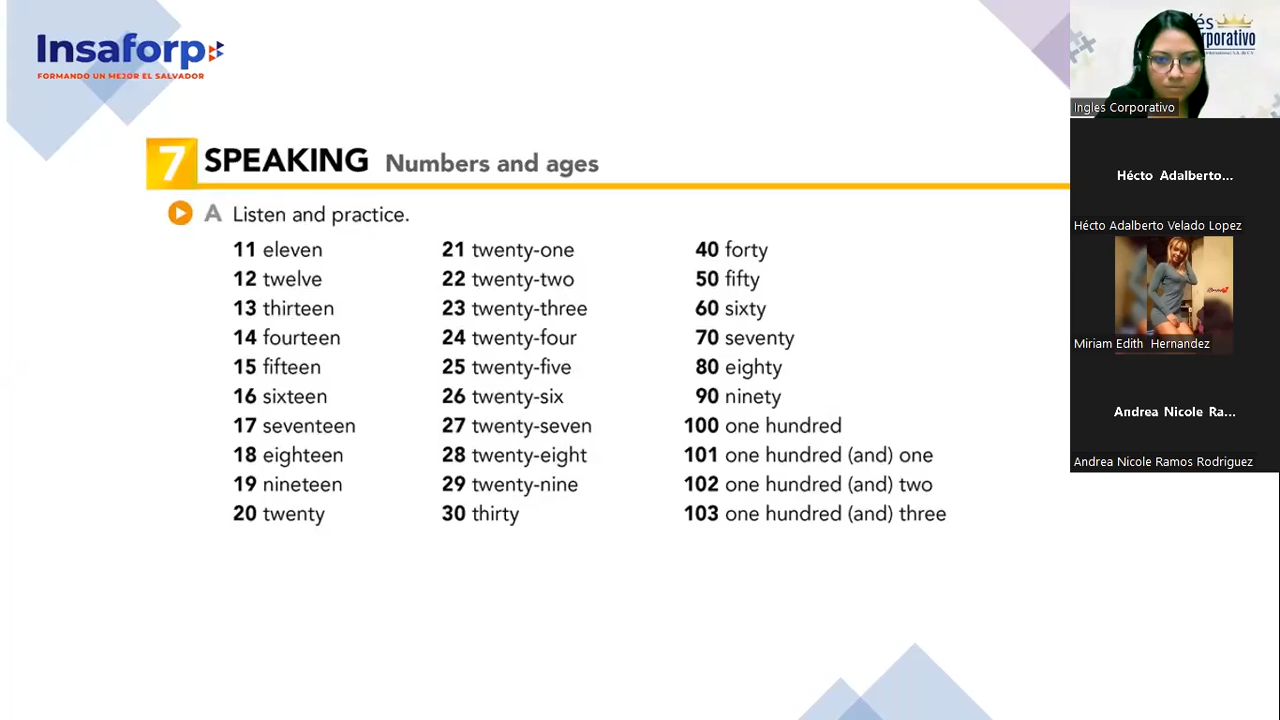 Insaforp
FORMANDO UN MEJOR EL SALVADOR
7 SPEAKING Numbers and ages
A Listen and practice.
11 eleven
12 twelve
13 thirteen
14 fourteen
15 fifteen
16 sixteen
17 seventeen
18 eighteen
19 nineteen
20 twenty
21 twenty-one
22 twenty-two
23 twenty-three
24 twenty-four
25 twenty-five
26 twenty-six
27 twenty-seven
28 twenty-eight
29 twenty-nine
30 thirty
40 forty
50 fifty
60 sixty
70 seventy
80 eighty
90 ninety
100 one hundred
101 one hundred (and) one
102 one hundred (and) two
103 one hundred (and) three
Ingles Corporativo
Hécto Adalberto...
Hécto Adalberto Velado Lopez
Miriam Edith Hernandez
Andrea Nicole Ra...
Andrea Nicole Ramos Rodriguez